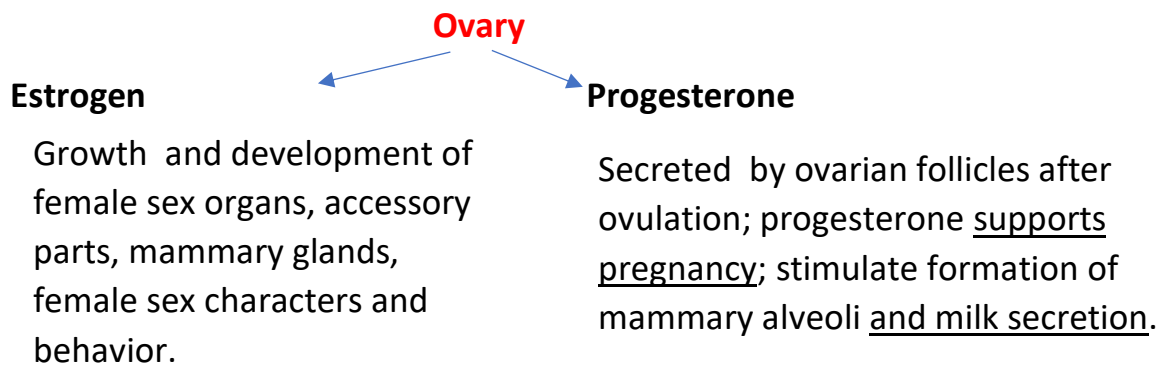 Ovary
Estrogen
Growth and development of
female sex organs, accessory
parts, mammary glands,
female sex characters and
behavior.
Progesterone
Secreted by ovarian follicles after
ovulation; progesterone supports
pregnancy; stimulate formation of
mammary alveoli and milk secretion.